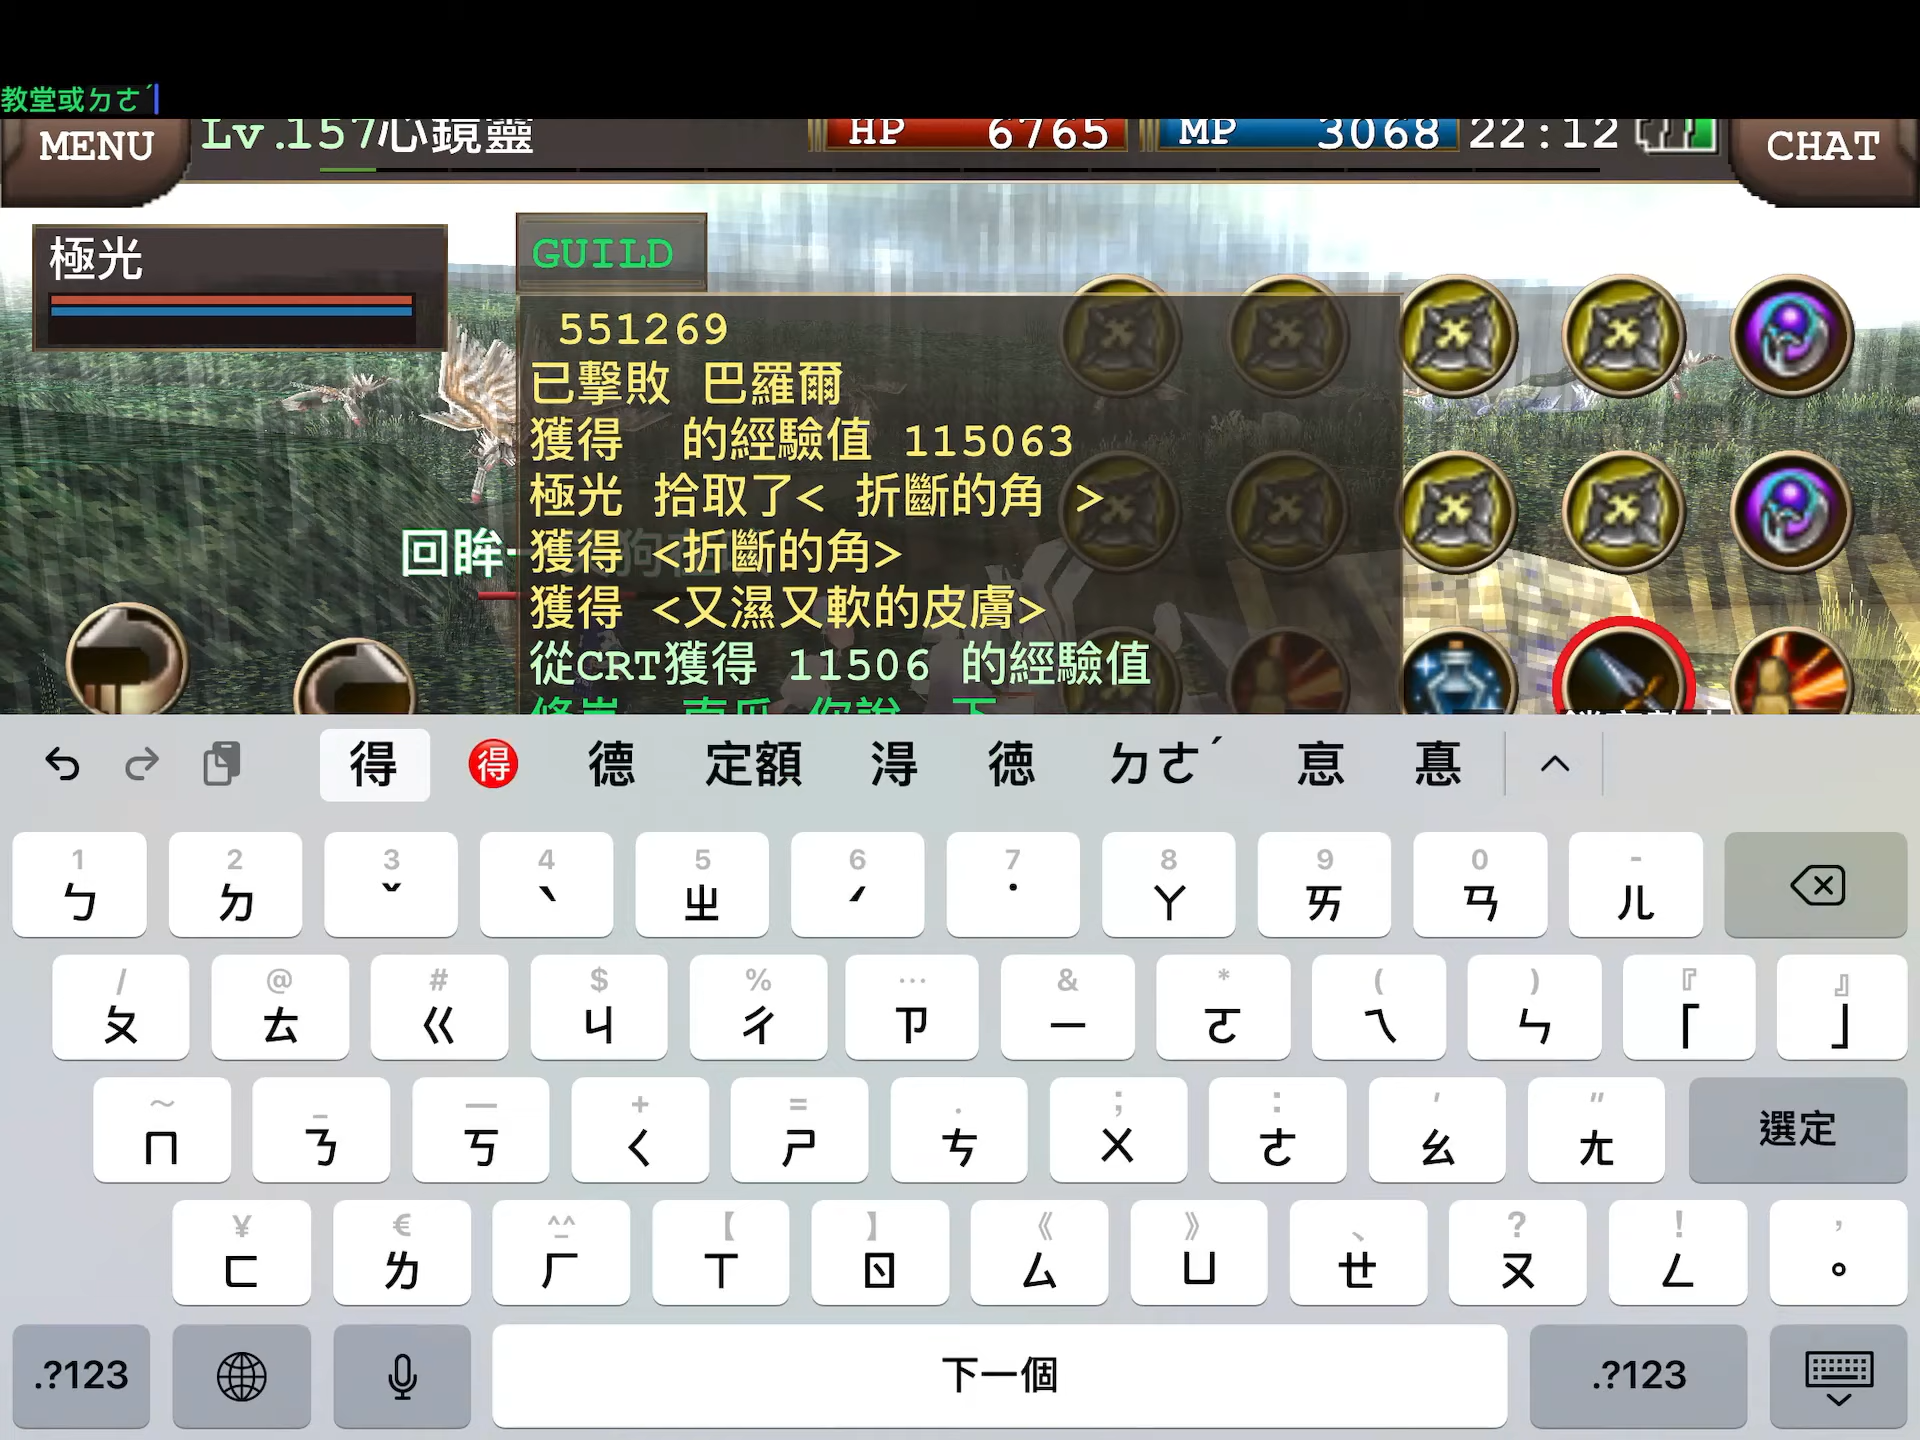 教堂或ㄉㄜˊ
MENU
Lv.157心鏡靈
HP 6765
MP 3068
22:12
CHAT
極光
GUILD
551269
已擊敗 巴羅爾
獲得 的經驗值 115063
極光 拾取了< 折斷的角 >
回眸
獲得 <折斷的角>
獲得 <又濕又軟的皮膚>
從CRT獲得 11506 的經驗值
得 得 德 定額 淂 徳 ㄉㄜˊ 悳 惪
1 2 3 4 5 6 7 8 9 0 -
ㄅ ㄉ ˇ ˋ ㄓ ˊ ˙ ㄚ ㄞ ㄢ ㄦ
/ @ # $ % … & * ( ) 『 』
ㄆ ㄊ ㄍ ㄐ ㄔ ㄗ ㄧ ㄛ ㄟ ㄣ 「 」
~ _ — + = . ; : ' "
ㄇ ㄋ ㄎ ㄑ ㄕ ㄘ ㄨ ㄜ ㄠ ㄤ 選定
¥ € ^_^ 【 】 《 》 、 ? ! ，
ㄈ ㄌ ㄏ ㄒ ㄖ ㄙ ㄩ ㄝ ㄡ ㄥ 。
.?123 下一個 .?123